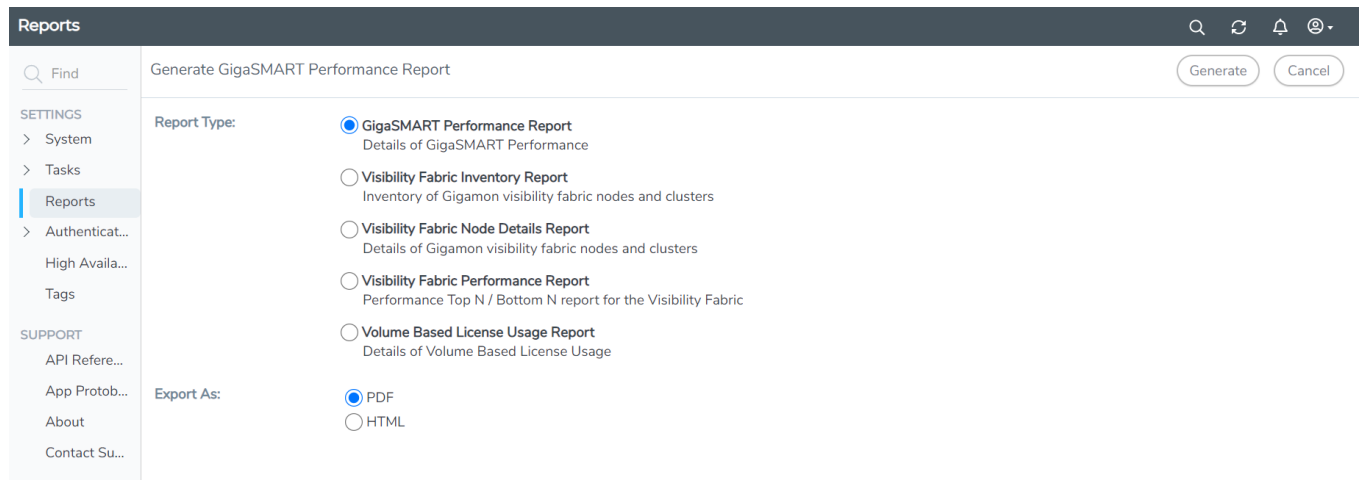 Reports
Find
Generate GigaSMART Performance Report
Generate
Cancel
SETTINGS
System
Tasks
Reports
Authenticat...
High Availa...
Tags
SUPPORT
API Refere...
App Protob...
About
Contact Su...
Report Type:
GigaSMART Performance Report
Details of GigaSMART Performance
Visibility Fabric Inventory Report
Inventory of Gigamon visibility fabric nodes and clusters
Visibility Fabric Node Details Report
Details of Gigamon visibility fabric nodes and clusters
Visibility Fabric Performance Report
Performance Top N / Bottom N report for the Visibility Fabric
Volume Based License Usage Report
Details of Volume Based License Usage
Export As:
PDF
HTML